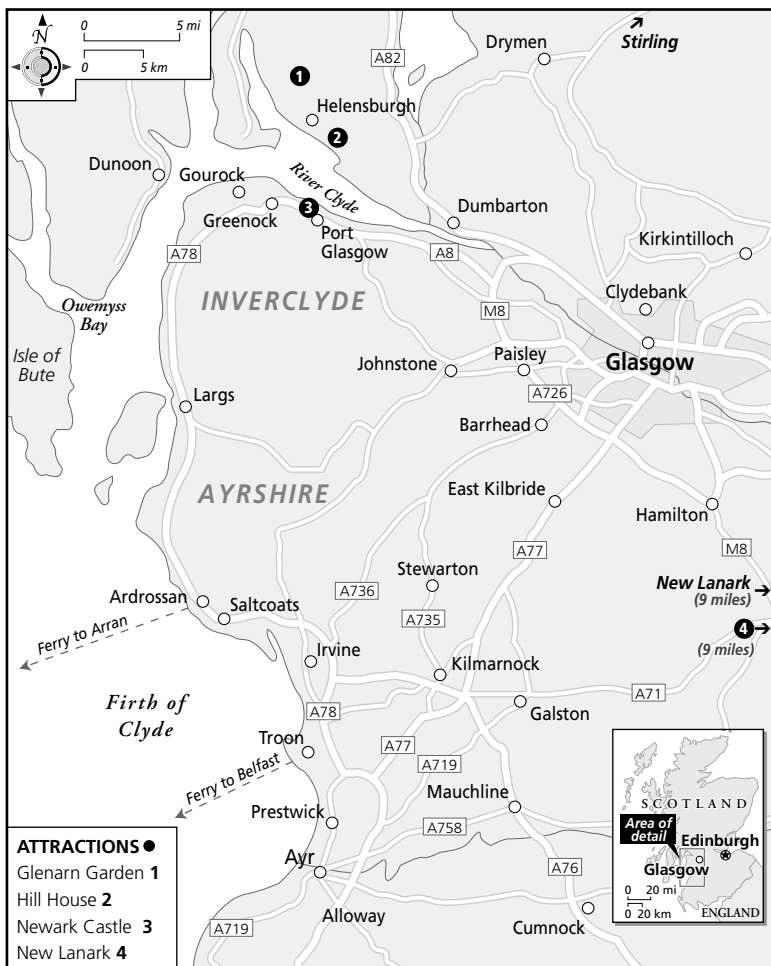 N
0 5 mi
0 5 km
Stirling
Drymen
A82
1
Helensburgh
2
Dunoon
Gourock
River Clyde
Greenock
3
Port
Glasgow
Dumbarton
Kirkintilloch
A78
A8
Clydebank
INVERCLYDE
M8
Owemyss
Bay
Isle of
Bute
Johnstone
Paisley
Glasgow
A726
Largs
Barrhead
AYRSHIRE
East Kilbride
Hamilton
A77
M8
Stewarton
A736
New Lanark
(9 miles)
Ardrossan
Saltcoats
A735
4
(9 miles)
Ferry to Arran
Irvine
Kilmarnock
A71
Firth of
Clyde
A78
Galston
Troon
A77
A719
Ferry to Belfast
Mauchline
Prestwick
A758
Ayr
A76
Alloway
A719
Cumnock
ATTRACTIONS
Glenarn Garden 1
Hill House 2
Newark Castle 3
New Lanark 4
SCOTLAND
Area of
detail
Edinburgh
Glasgow
0 20 mi
0 20 km
ENGLAND